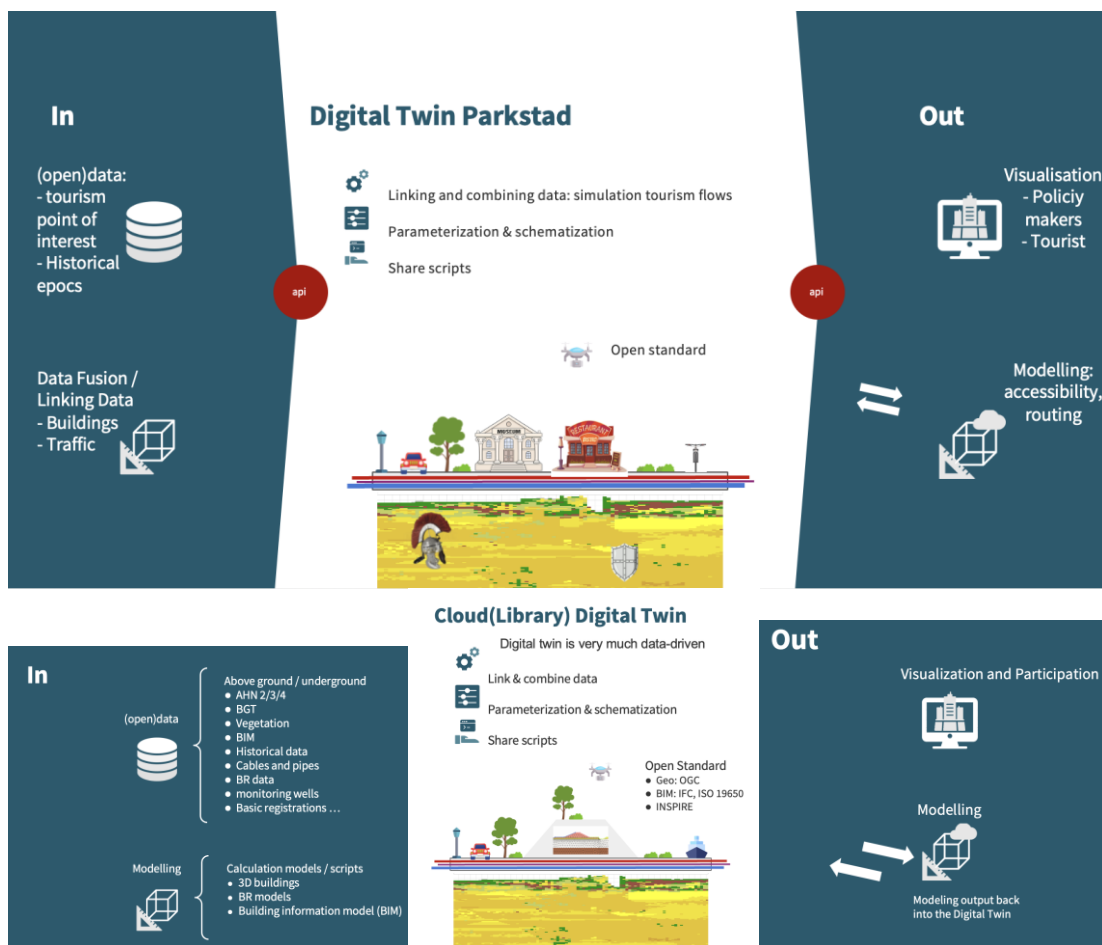 In
(open)data:
- tourism
point of
interest
- Historical
epocs
Data Fusion /
Linking Data
- Buildings
- Traffic
api
Digital Twin Parkstad
Linking and combining data: simulation tourism flows
Parameterization & schematization
Share scripts
Open standard
MUSEUM
RESTAURANT
api
Out
Visualisation
- Policiy
makers
- Tourist
Modelling:
accessibility,
routing
In
(open)data
Above ground / underground
● AHN 2/3/4
● BGT
● Vegetation
● BIM
● Historical data
● Cables and pipes
● BR data
● monitoring wells
● Basic registrations ...
Modelling
Calculation models / scripts
● 3D buildings
● BR models
● Building information model (BIM)
Cloud(Library) Digital Twin
Digital twin is very much data-driven
Link & combine data
Parameterization & schematization
Share scripts
Open Standard
● Geo: OGC
● BIM: IFC, ISO 19650
● INSPIRE
Out
Visualization and Participation
Modelling
Modeling output back
into the Digital Twin